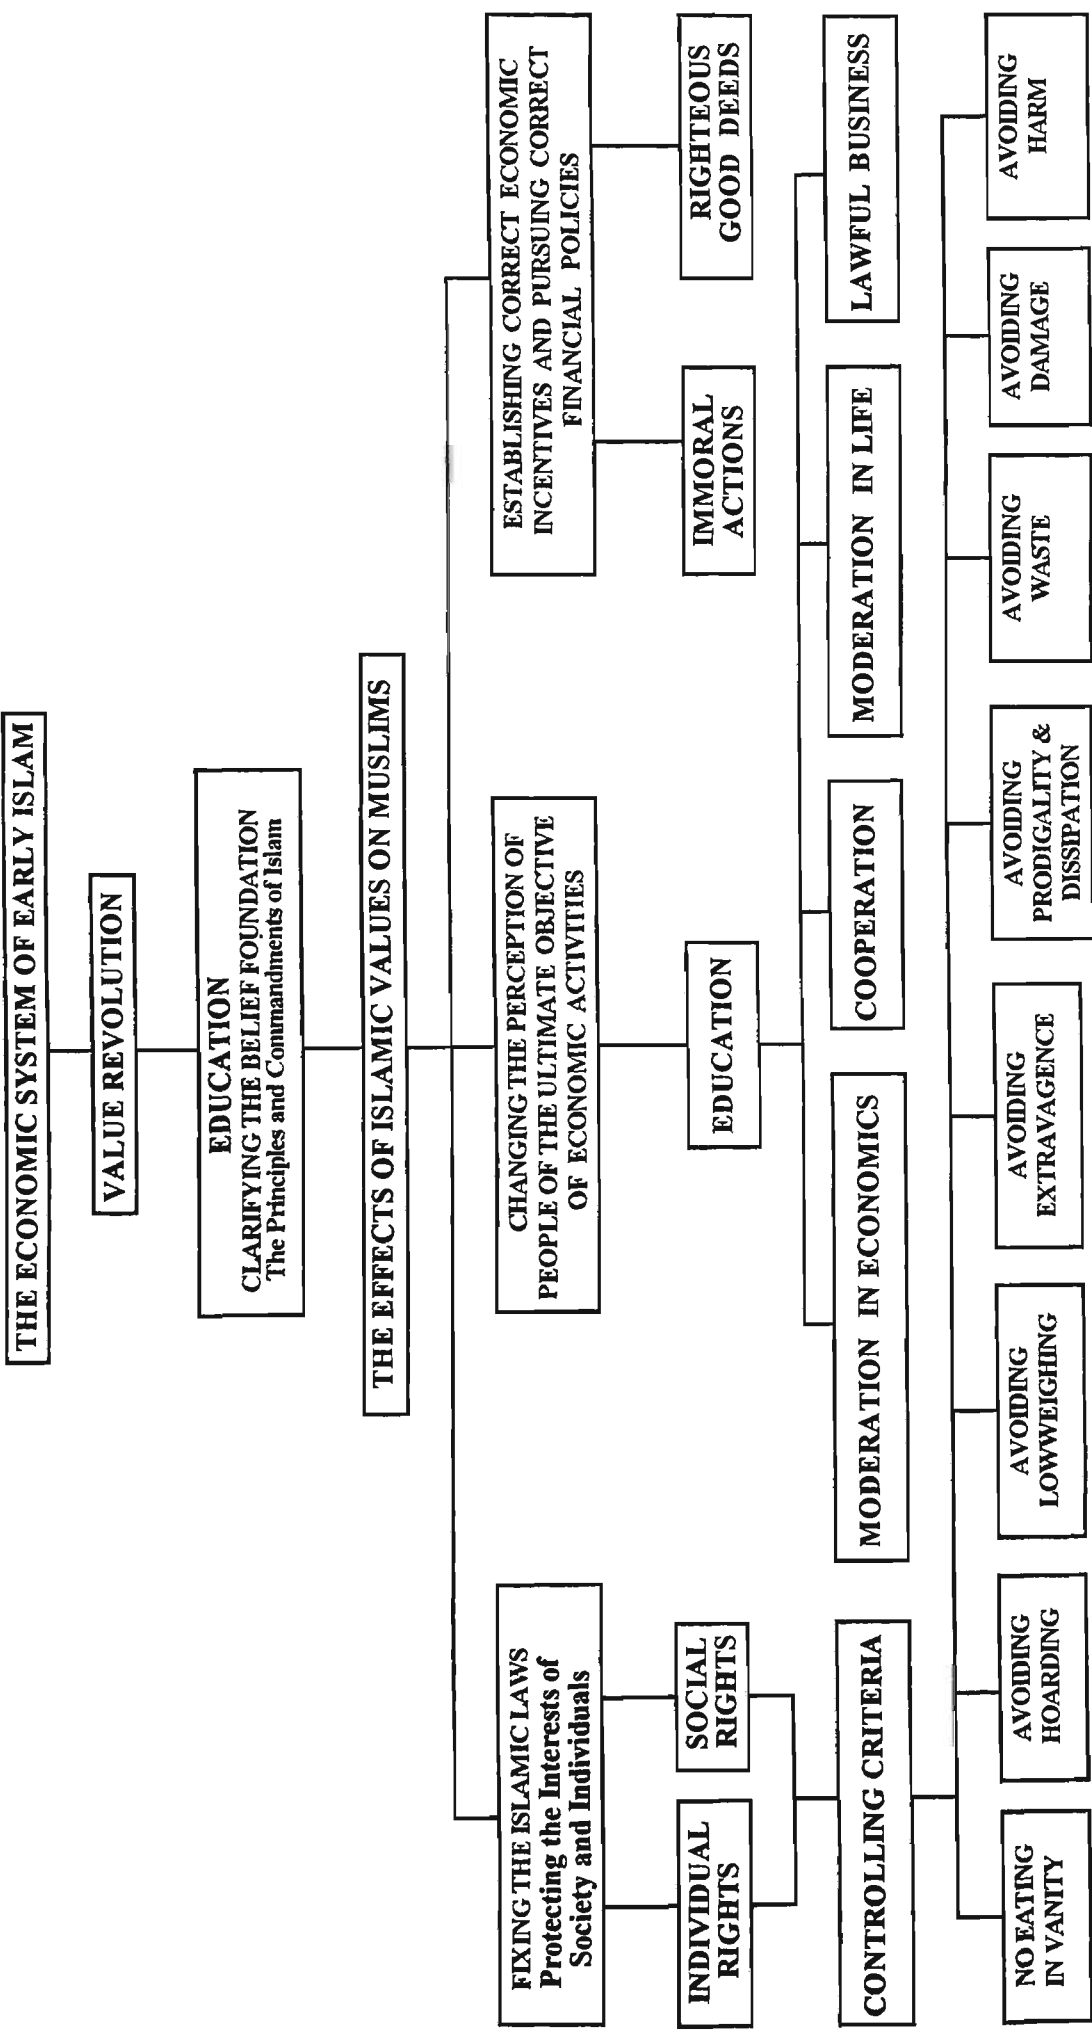 THE ECONOMIC SYSTEM OF EARLY ISLAM
VALUE REVOLUTION
EDUCATION
CLARIFYING THE BELIEF FOUNDATION
The Principles and Commandments of Islam
THE EFFECTS OF ISLAMIC VALUES ON MUSLIMS
FIXING THE ISLAMIC LAWS
Protecting the Interests of
Society and Individuals
CHANGING THE PERCEPTION OF
PEOPLE OF THE ULTIMATE OBJECTIVE
OF ECONOMIC ACTIVITIES
ESTABLISHING CORRECT ECONOMIC
INCENTIVES AND PURSUING CORRECT
FINANCIAL POLICIES
INDIVIDUAL
RIGHTS
SOCIAL
RIGHTS
EDUCATION
IMMORAL
ACTIONS
RIGHTEOUS
GOOD DEEDS
CONTROLLING CRITERIA
MODERATION IN ECONOMICS
COOPERATION
MODERATION IN LIFE
LAWFUL BUSINESS
NO EATING
IN VANITY
AVOIDING
HOARDING
AVOIDING
LOWWEIGHING
AVOIDING
EXTRAVAGENCE
AVOIDING
PRODIGALITY &
DISSIPATION
AVOIDING
WASTE
AVOIDING
DAMAGE
AVOIDING
HARM